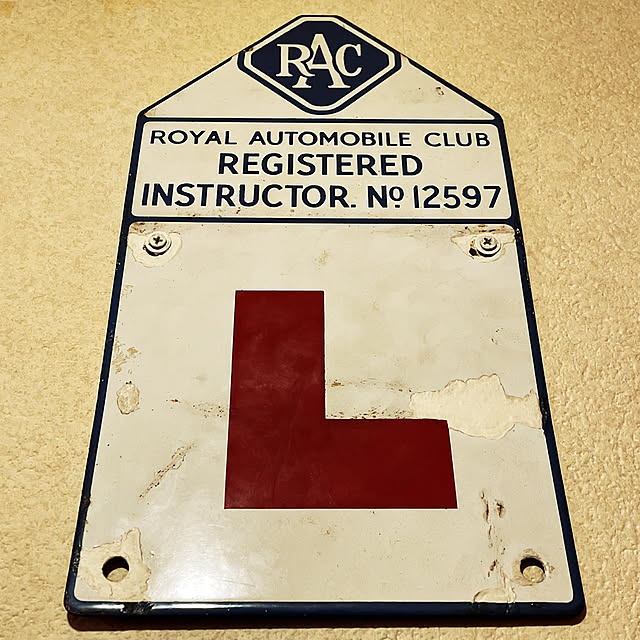 RAC
ROYAL AUTOMOBILE CLUB
REGISTERED
INSTRUCTOR. Nº 12597
L